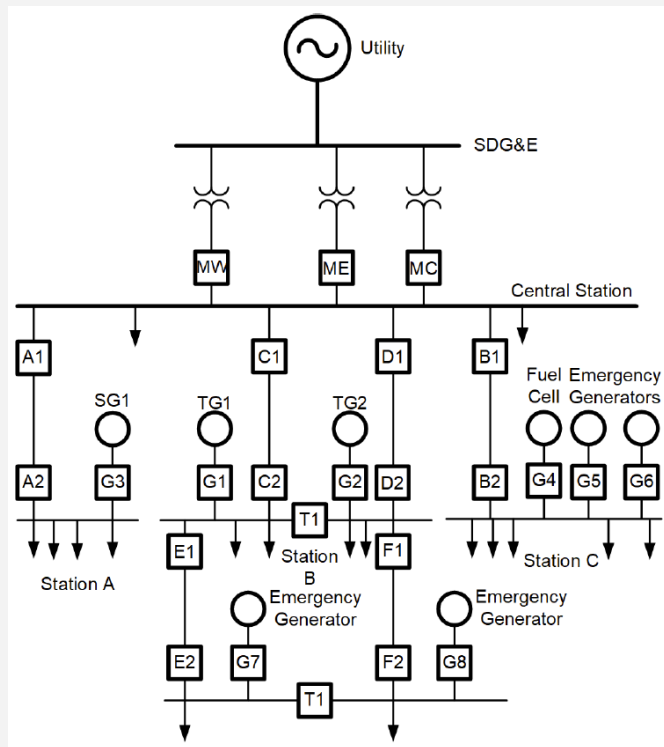 Utility
SDG&E
MW
ME
MC
Central Station
A1
C1
D1
B1
Fuel
Cell
Emergency
Generators
SG1
TG1
TG2
A2
G3
G1
C2
G2
D2
B2
G4
G5
G6
T1
Station A
E1
Station
B
F1
Station C
Emergency
Generator
Emergency
Generator
E2
G7
F2
G8
T1